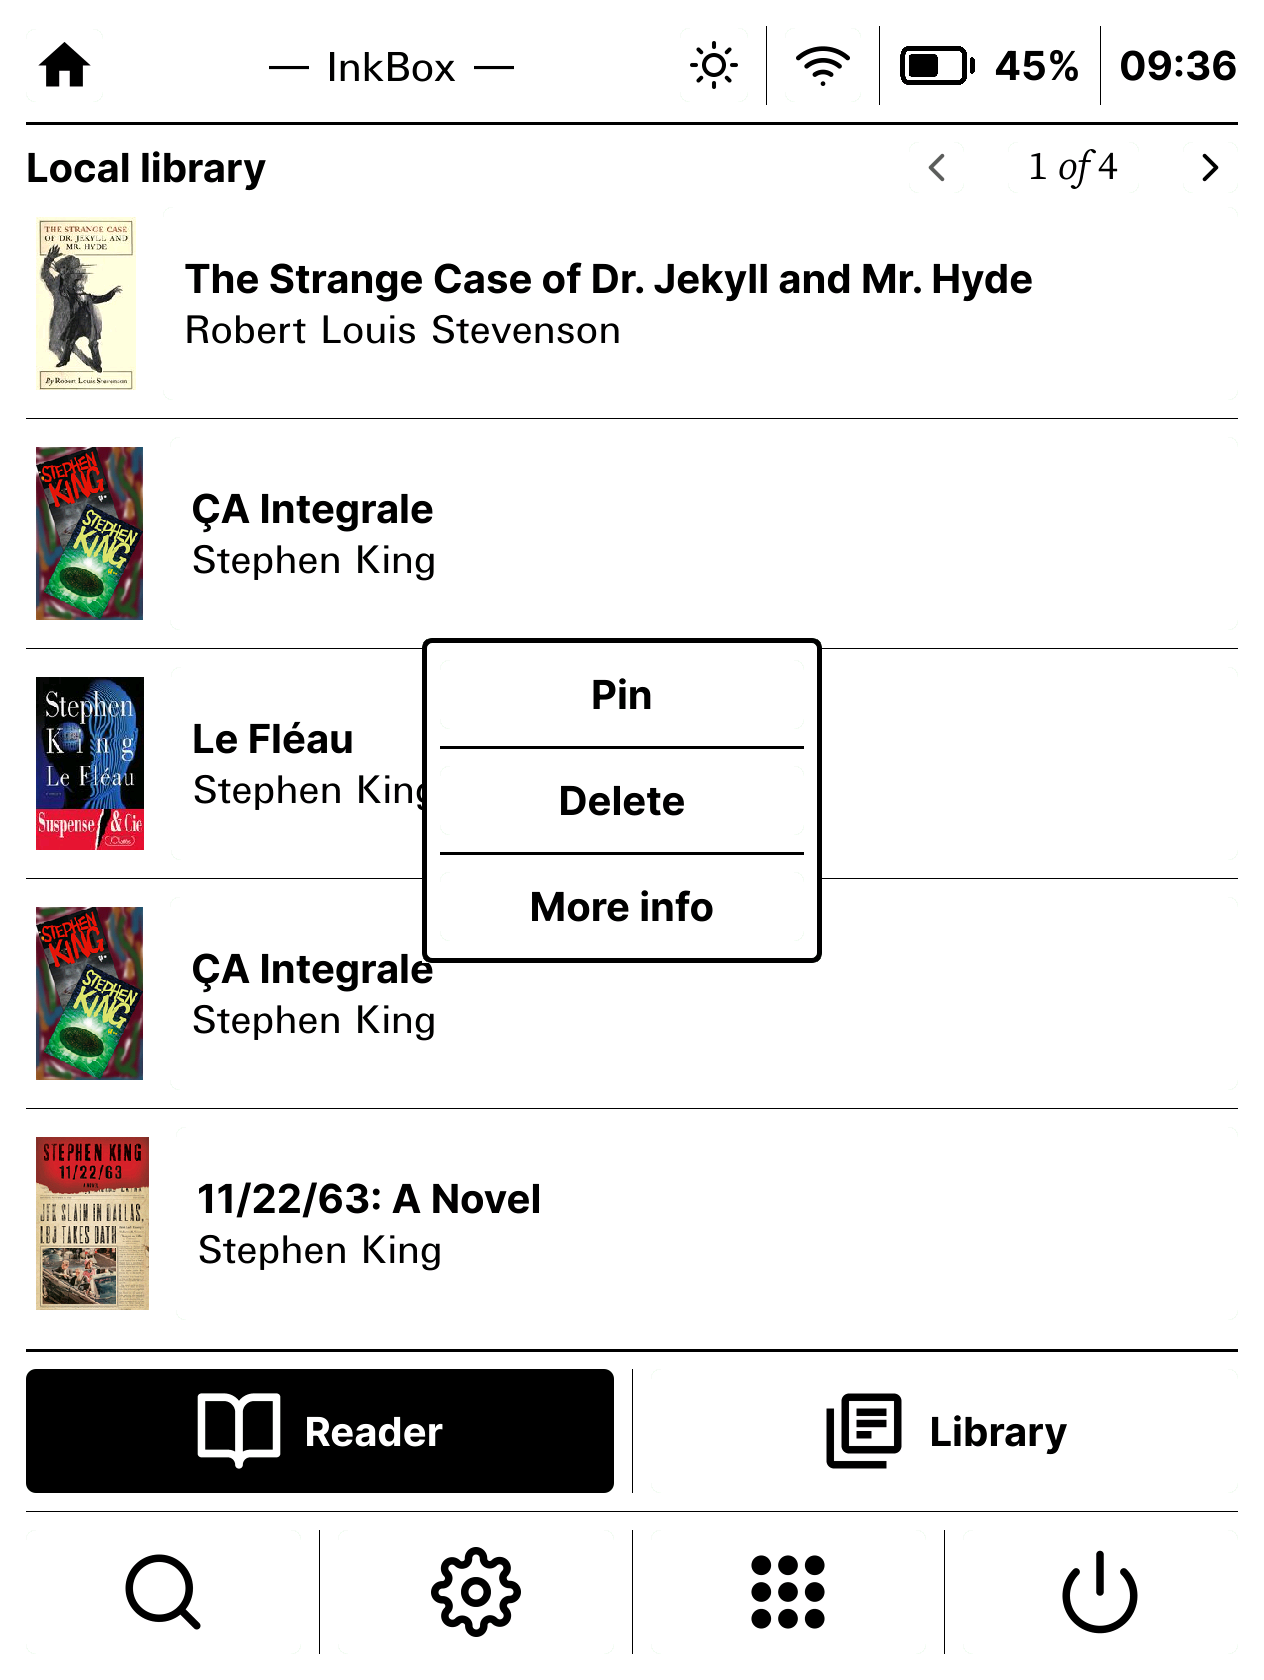 — InkBox —
45%
09:36
Local library
1 of 4
THE STRANGE CASE
OF DR. JEKYLL AND
MR. HYDE
By Robert Louis Stevenson
The Strange Case of Dr. Jekyll and Mr. Hyde
Robert Louis Stevenson
STEPHEN
KING
STEPHEN
KING
ÇA Integrale
Stephen King
Stephen
King
Le Fléau
Suspense & Cie
Le Fléau
Stephen King
Pin
Delete
More info
STEPHEN
KING
STEPHEN
KING
ÇA Integrale
Stephen King
STEPHEN KING
11/22/63
JFK SLAIN IN DALLAS,
LBJ TAKES OATH
11/22/63: A Novel
Stephen King
Reader
Library